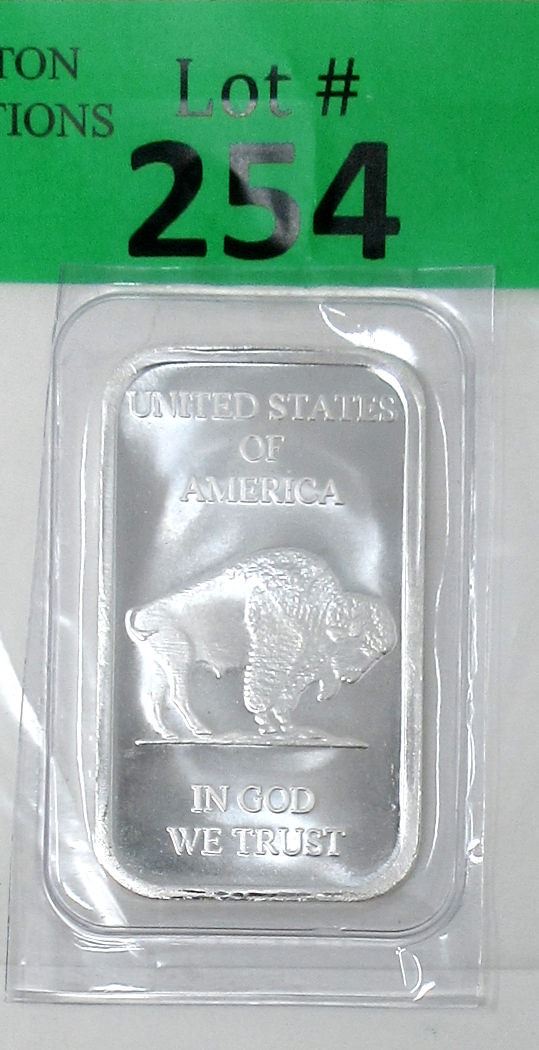 TON
TIONS
Lot #
254
UNITED STATES
OF
AMERICA
IN GOD
WE TRUST